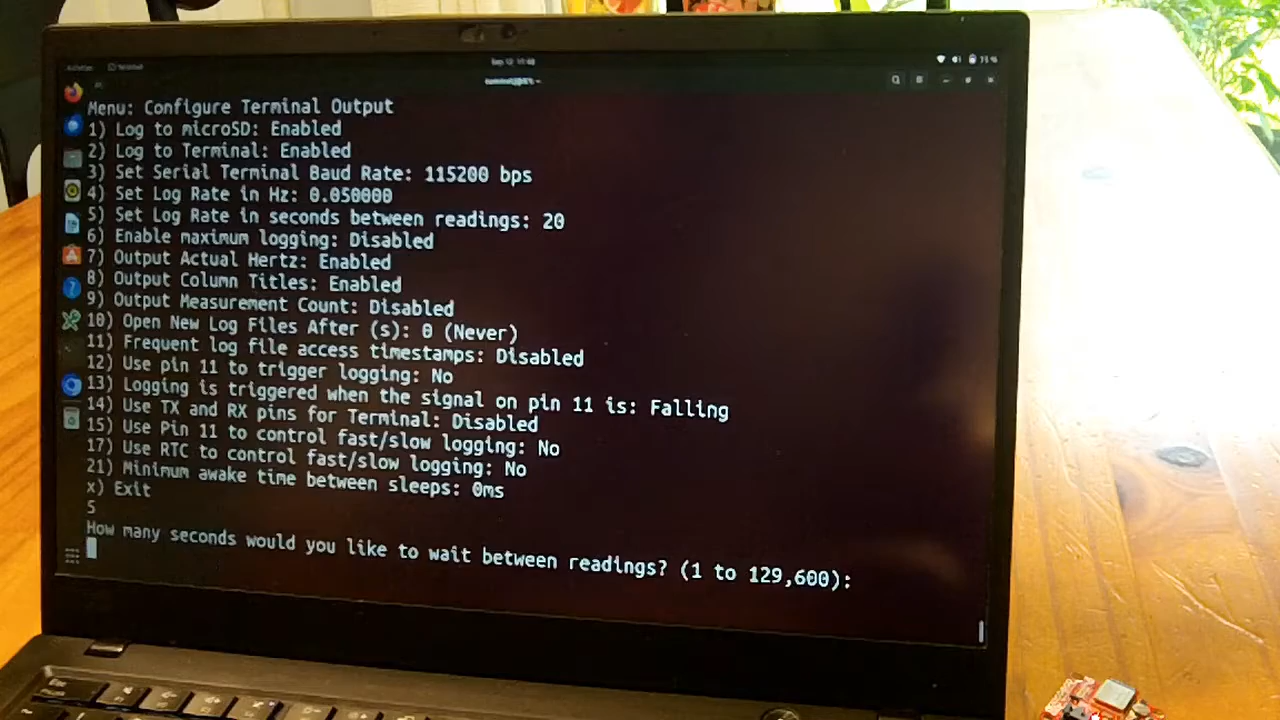 Menu: Configure Terminal Output
1) Log to microSD: Enabled
2) Log to Terminal: Enabled
3) Set Serial Terminal Baud Rate: 115200 bps
4) Set Log Rate in Hz: 0.050000
5) Set Log Rate in seconds between readings: 20
6) Enable maximum logging: Disabled
7) Output Actual Hertz: Enabled
8) Output Column Titles: Enabled
9) Output Measurement Count: Disabled
10) Open New Log Files After (s): 0 (Never)
11) Frequent log file access timestamps: Disabled
12) Use pin 11 to trigger logging: No
13) Logging is triggered when the signal on pin 11 is: Falling
14) Use TX and RX pins for Terminal: Disabled
15) Use Pin 11 to control fast/slow logging: No
17) Use RTC to control fast/slow logging: No
21) Minimum awake time between sleeps: 0ms
x) Exit
5
How many seconds would you like to wait between readings? (1 to 129,600):